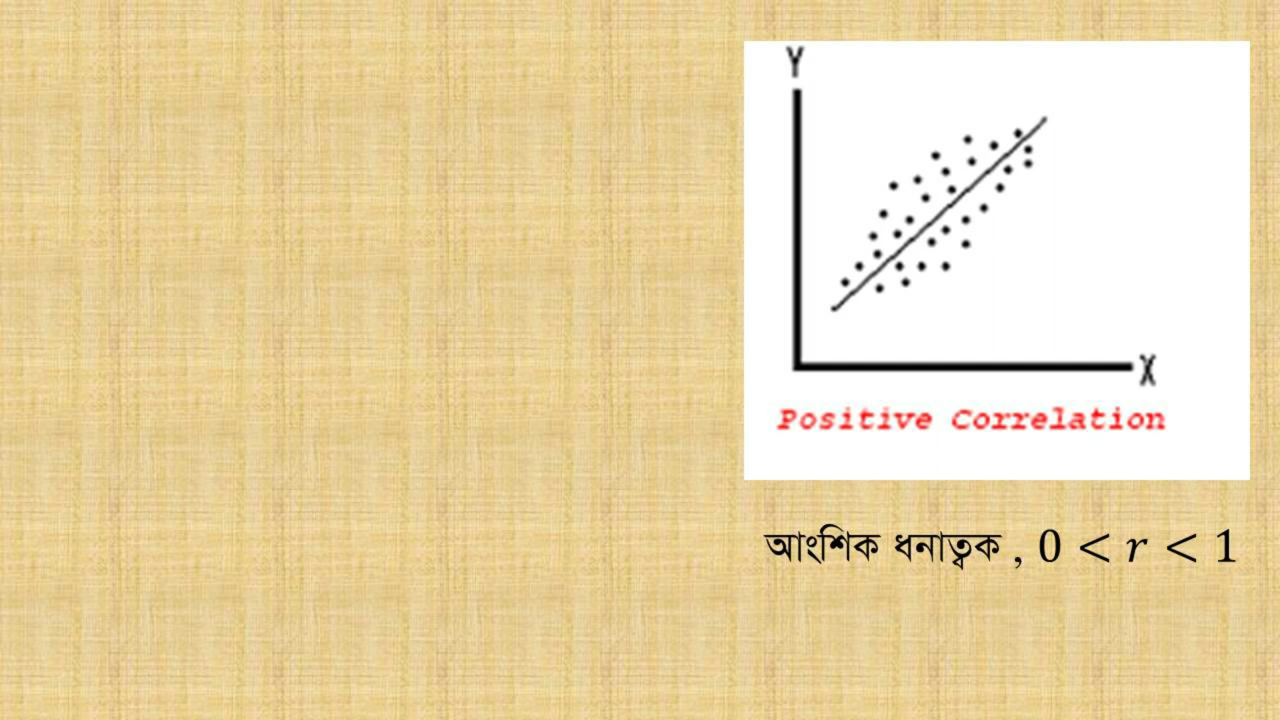 Y
X
Positive Correlation
আংশিক ধনাত্বক , 0 < r < 1